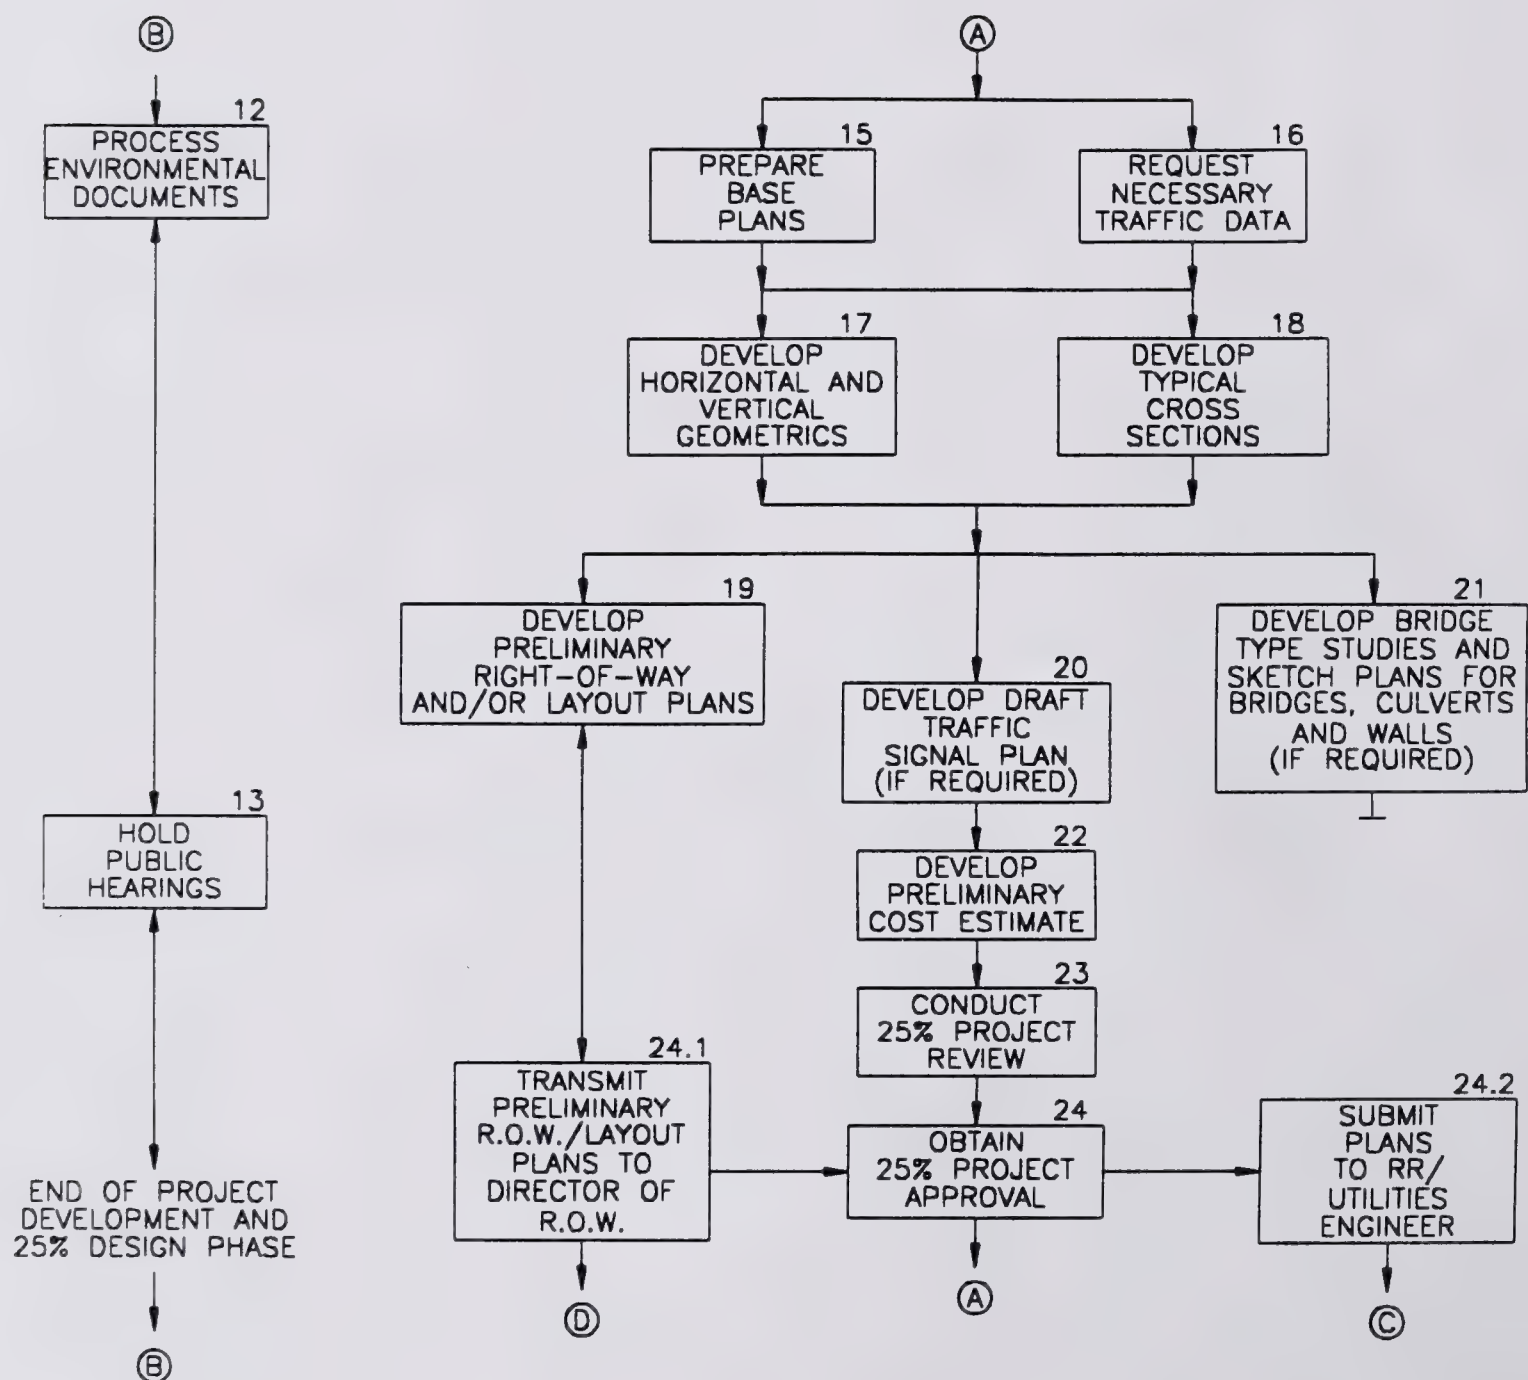 B
12
PROCESS
ENVIRONMENTAL
DOCUMENTS
13
HOLD
PUBLIC
HEARINGS
END OF PROJECT
DEVELOPMENT AND
25% DESIGN PHASE
B
A
15
PREPARE
BASE
PLANS
16
REQUEST
NECESSARY
TRAFFIC DATA
17
DEVELOP
HORIZONTAL AND
VERTICAL
GEOMETRICS
18
DEVELOP
TYPICAL
CROSS
SECTIONS
19
DEVELOP
PRELIMINARY
RIGHT-OF-WAY
AND/OR LAYOUT PLANS
20
DEVELOP DRAFT
TRAFFIC
SIGNAL PLAN
(IF REQUIRED)
21
DEVELOP BRIDGE
TYPE STUDIES AND
SKETCH PLANS FOR
BRIDGES, CULVERTS
AND WALLS
(IF REQUIRED)
22
DEVELOP
PRELIMINARY
COST ESTIMATE
23
CONDUCT
25% PROJECT
REVIEW
24.1
TRANSMIT
PRELIMINARY
R.O.W./LAYOUT
PLANS TO
DIRECTOR OF
R.O.W.
24
OBTAIN
25% PROJECT
APPROVAL
24.2
SUBMIT
PLANS
TO RR/
UTILITIES
ENGINEER
D
A
C